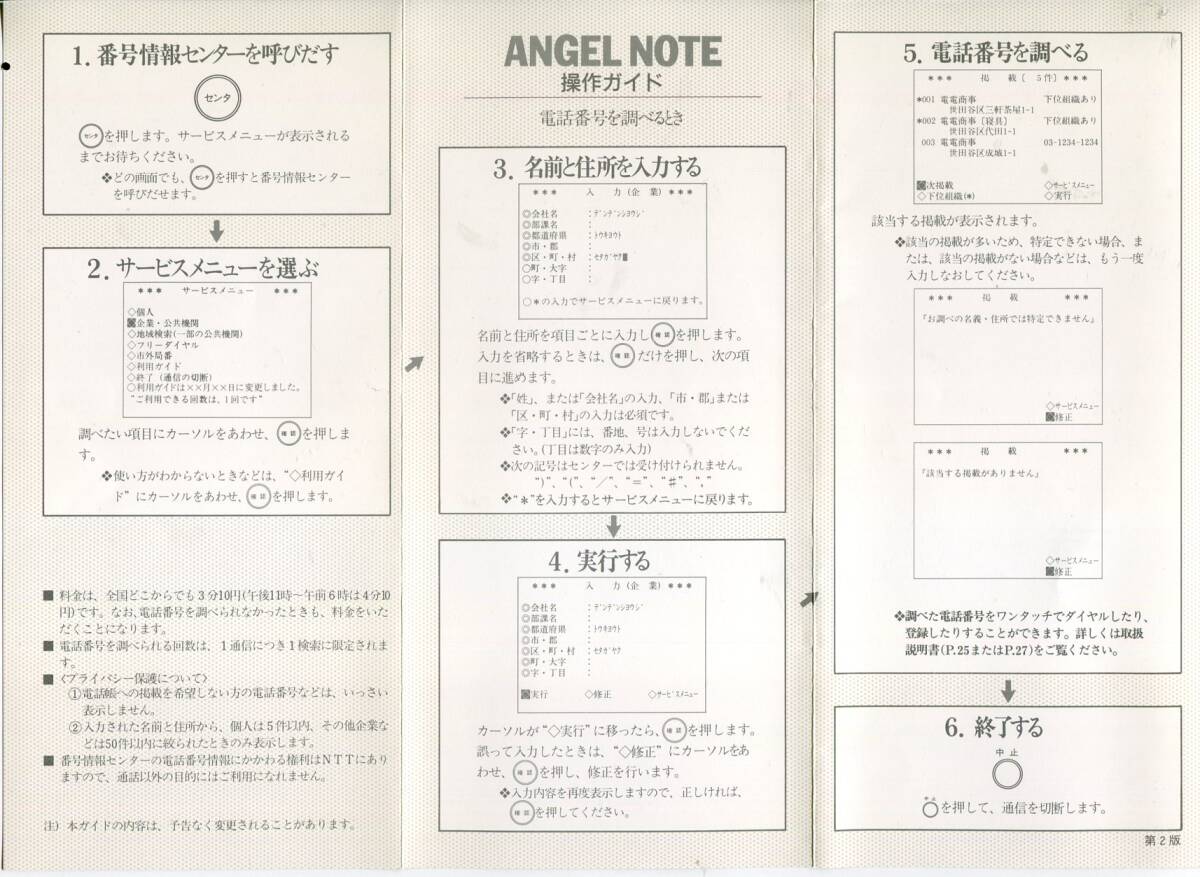 1. 番号情報センターを呼びだす
センタ
センタを押します。サービスメニューが表示される
までお待ちください。
❖どの画面でも、センタを押すと番号情報センター
を呼びだせます。
2. サービスメニューを選ぶ
*** サービスメニュー ***
◇個人
企業・公共機関
◇地域検索(一部の公共機関)
◇フリーダイヤル
◇市外局番
◇利用ガイド
◇終了(通信の切断)
○利用ガイドは××月××日に変更しました。
"ご利用できる回数は、1回です"
調べたい項目にカーソルをあわせ、確認を押しま
す。
❖使い方がわからないときなどは、"◇利用ガイ
ド"にカーソルをあわせ、確認を押します。
■ 料金は、全国どこからでも3分10円(午後11時〜午前6時は4分10
円)です。なお、電話番号を調べられなかったときも、料金をいた
だくことになります。
■ 電話番号を調べられる回数は、1通信につき1検索に限定されま
す。
■〈プライバシー保護について〉
①電話帳への掲載を希望しない方の電話番号などは、いっさい
表示しません。
②入力された名前と住所から、個人は5件以内、その他企業な
どは50件以内に絞られたときのみ表示します。
■ 番号情報センターの電話番号情報にかかわる権利はNTTにあり
ますので、通話以外の目的にはご利用になれません。
注) 本ガイドの内容は、予告なく変更されることがあります。
ANGEL NOTE
操作ガイド
電話番号を調べるとき
3. 名前と住所を入力する
*** 入 力(企 業) ***
◎会社名 :デンデンシヨウジ
◎部課名 :
◎都道府県 :トウキヨウト
◎市・郡 :
◎区・町・村 :セタガヤク
○町・大字 :
○字・丁目 :
○*の入力でサービスメニューに戻ります。
名前と住所を項目ごとに入力し確認を押します。
入力を省略するときは、確認だけを押し、次の項
目に進めます。
❖「姓」、または「会社名」の入力、「市・郡」または
「区・町・村」の入力は必須です。
❖「字・丁目」には、番地、号は入力しないでくだ
さい。(丁目は数字のみ入力)
❖次の記号はセンターでは受け付けられません。
")"、"("、"／"、"="、"#"、","
❖"*"を入力するとサービスメニューに戻ります。
4. 実行する
*** 入 力(企 業) ***
◎会社名 :デンデンシヨウジ
◎部課名 :
◎都道府県 :トウキヨウト
◎市・郡 :
◎区・町・村 :セタガヤク
◎町・大字 :
◎字・丁目 :
実行 ◇修正 ◇サービスメニュー
カーソルが"◇実行"に移ったら、確認を押します。
誤って入力したときは、"◇修正"にカーソルをあ
わせ、確認を押し、修正を行います。
❖入力内容を再度表示しますので、正しければ、
確認を押してください。
5. 電話番号を調べる
*** 掲 載〔 5件〕***
*001 電電商事 下位組織あり
世田谷区三軒茶屋1-1
*002 電電商事〔寝具〕 下位組織あり
世田谷区代田1-1
003 電電商事 03-1234-1234
世田谷区成城1-1
次掲載 ◇サービスメニュー
◇下位組織(*) ◇実行
該当する掲載が表示されます。
❖該当の掲載が多いため、特定できない場合、ま
たは、該当の掲載がない場合などは、もう一度
入力しなおしてください。
*** 掲 載 ***
『お調べの名義・住所では特定できません』
◇サービスメニュー
修正
*** 掲 載 ***
『該当する掲載がありません』
◇サービスメニュー
修正
❖調べた電話番号をワンタッチでダイヤルしたり、
登録したりすることができます。詳しくは取扱
説明書(P.25またはP.27)をご覧ください。
6. 終了する
中止
中止を押して、通信を切断します。
第2版